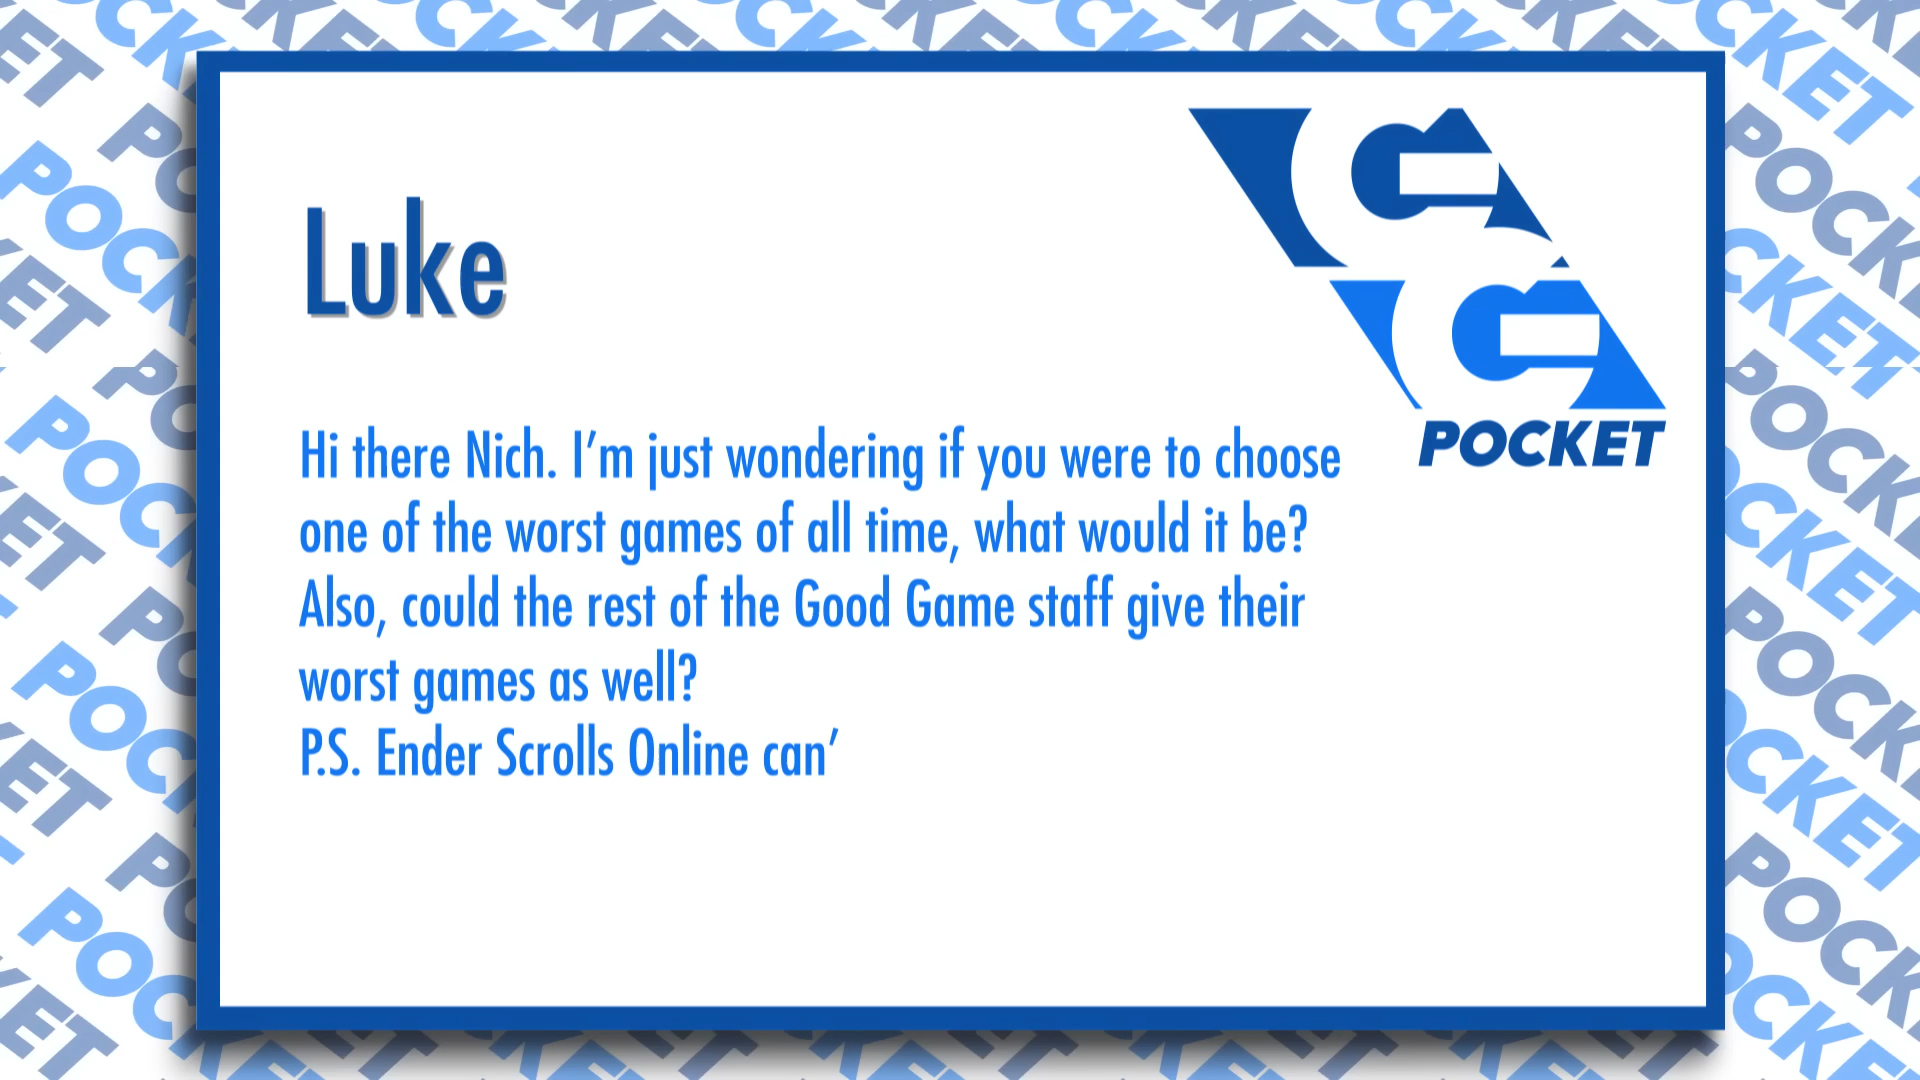 Luke
GG
POCKET
Hi there Nich. I’m just wondering if you were to choose
one of the worst games of all time, what would it be?
Also, could the rest of the Good Game staff give their
worst games as well?
P.S. Ender Scrolls Online can’